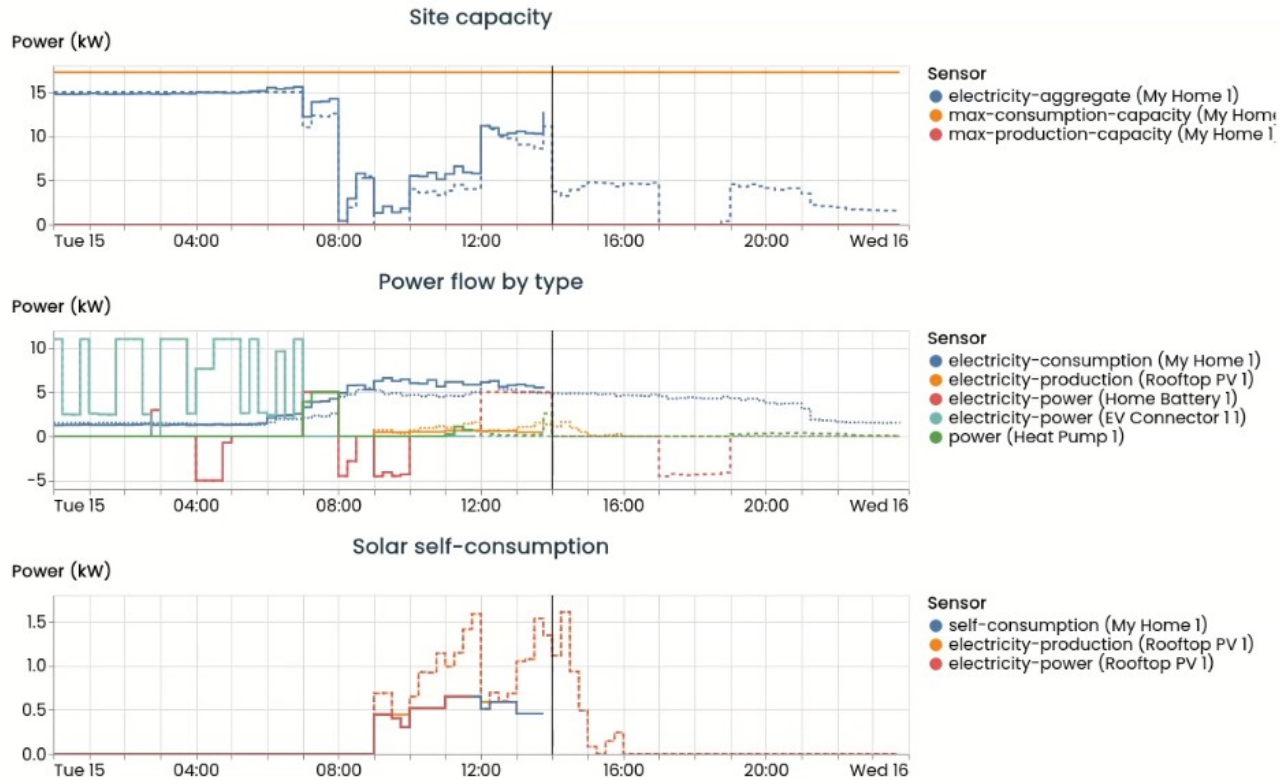 Site capacity
Power (kW)
15
10
5
0
Tue 15 04:00 08:00 12:00 16:00 20:00 Wed 16
Sensor
electricity-aggregate (My Home 1)
max-consumption-capacity (My Home
max-production-capacity (My Home 1)
Power flow by type
Power (kW)
10
5
0
−5
Tue 15 04:00 08:00 12:00 16:00 20:00 Wed 16
Sensor
electricity-consumption (My Home 1)
electricity-production (Rooftop PV 1)
electricity-power (Home Battery 1)
electricity-power (EV Connector 1 1)
power (Heat Pump 1)
Solar self-consumption
Power (kW)
1.5
1.0
0.5
0.0
Tue 15 04:00 08:00 12:00 16:00 20:00 Wed 16
Sensor
self-consumption (My Home 1)
electricity-production (Rooftop PV 1)
electricity-power (Rooftop PV 1)